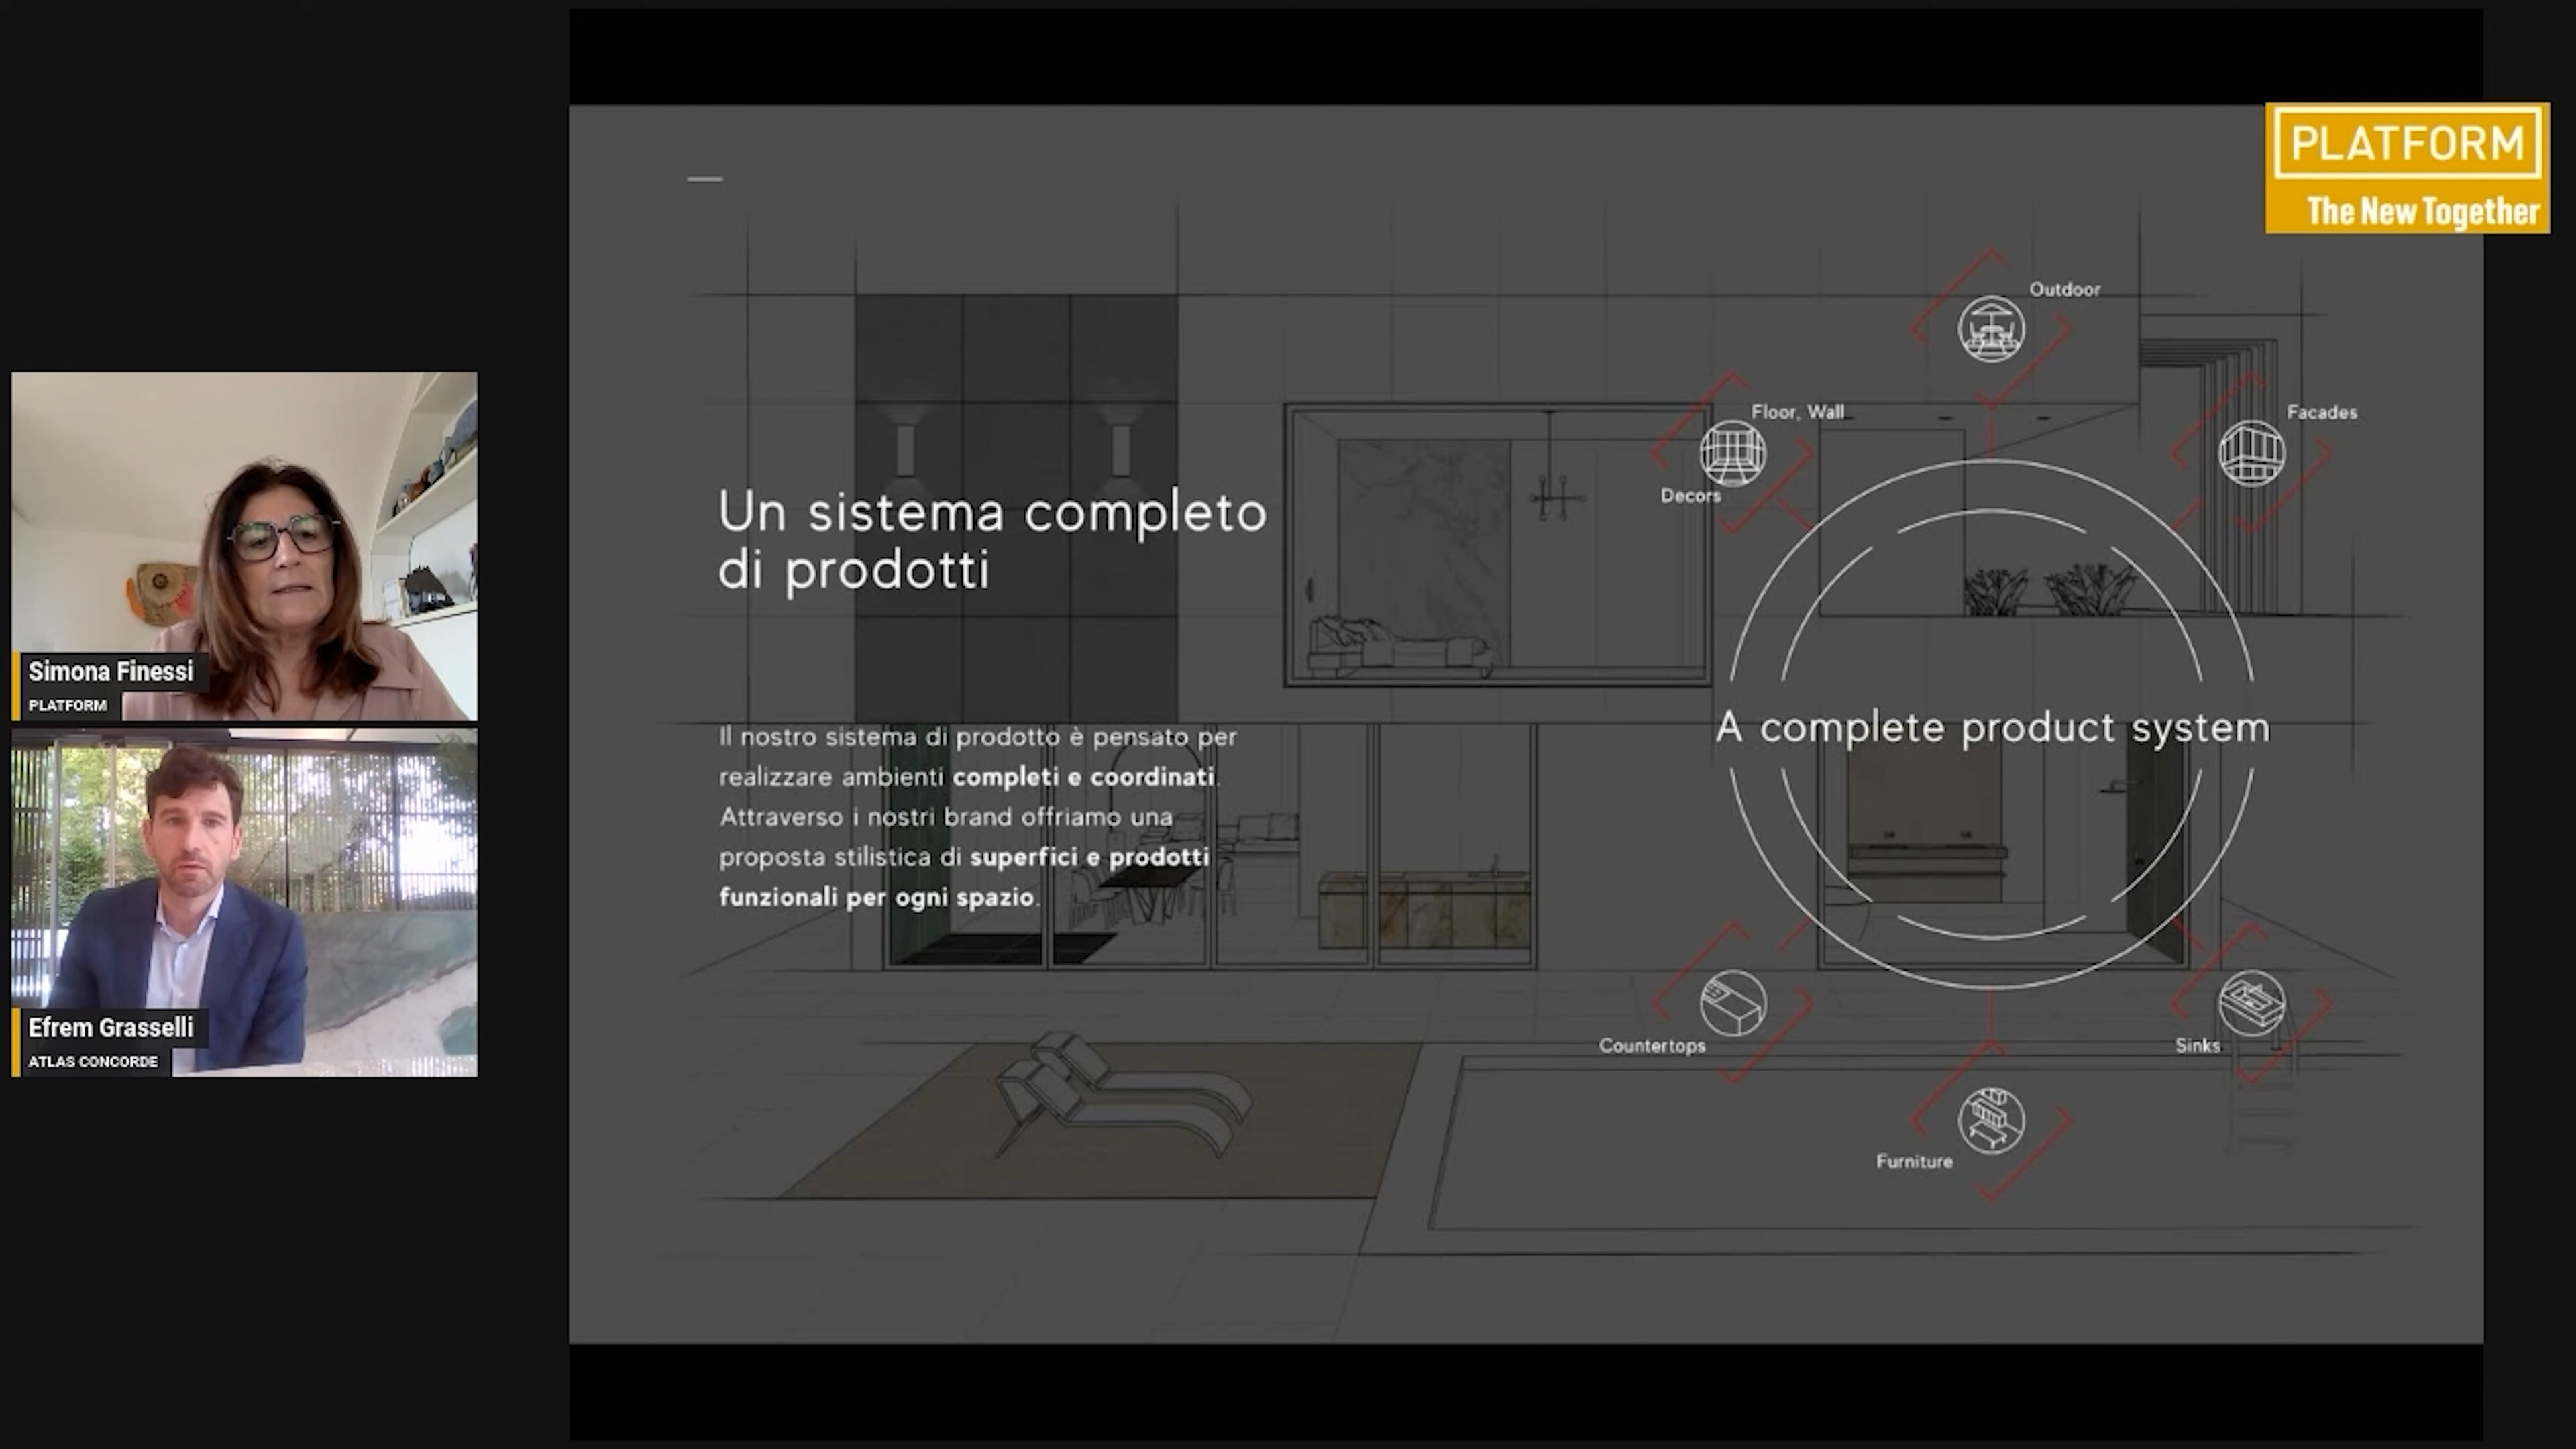 PLATFORM
The New Together
Simona Finessi
PLATFORM
Efrem Grasselli
ATLAS CONCORDE
Un sistema completo
di prodotti
Il nostro sistema di prodotto è pensato per
realizzare ambienti completi e coordinati.
Attraverso i nostri brand offriamo una
proposta stilistica di superfici e prodotti
funzionali per ogni spazio.
Outdoor
Floor, Wall
Decors
Facades
A complete product system
Countertops
Sinks
Furniture